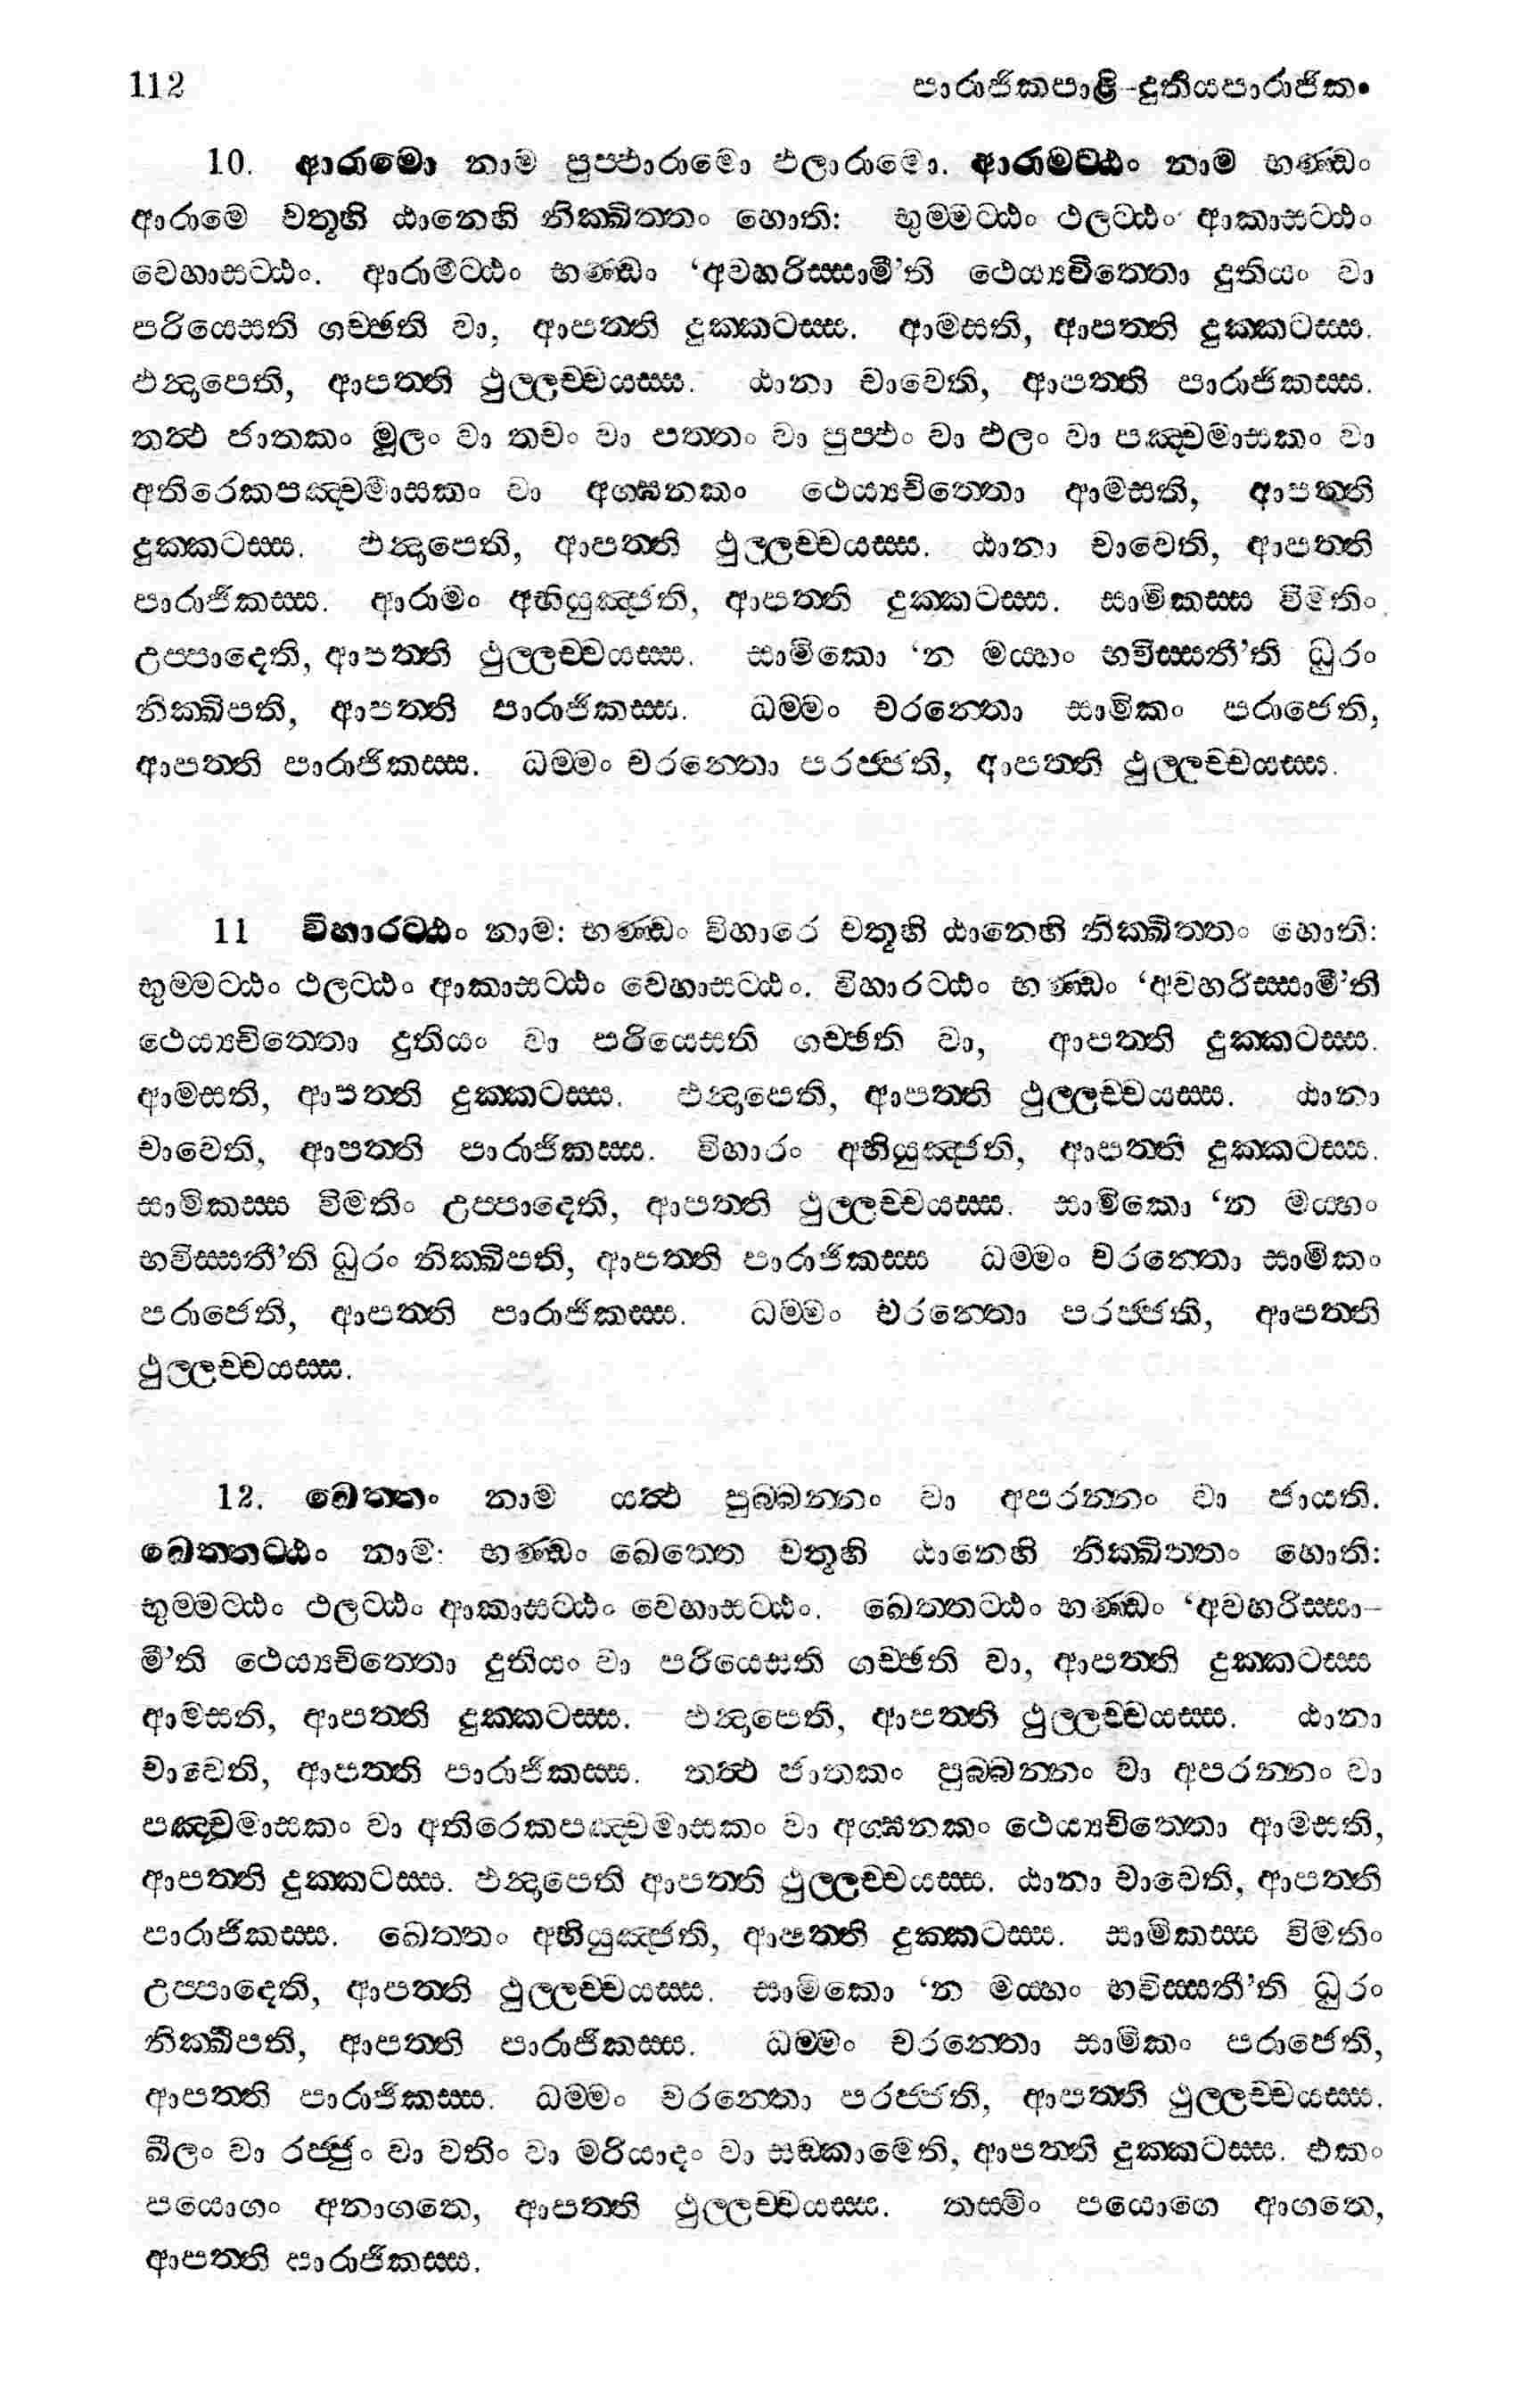 112 පාරාජිකපාළි-දුතියපාරාජික.
10. ආරාමො නාම පුප්ඵාරාමො ඵලාරාමො. ආරාමට්ඨං නාම භණ්ඩං
ආරාමෙ චතූහි ඨානෙහි නික්ඛිත්තං හොති: භුම්මට්ඨං ථලට්ඨං ආකාසට්ඨං
වෙහාසට්ඨං. ආරාමට්ඨං භණ්ඩං ‘අවහරිස්සාමී’ති ථෙය්‍යචිත්තො දුතියං වා
පරියෙසති ගච්ඡති වා, ආපත්ති දුක්කටස්ස. ආමසති, ආපත්ති දුක්කටස්ස.
ඵන්‍දාපෙති, ආපත්ති ථුල්ලච්චයස්ස. ඨානා චාවෙති, ආපත්ති පාරාජිකස්ස.
තත්‍ථ ජාතකං මූලං වා තචං වා පත්තං වා පුප්ඵං වා ඵලං වා පඤ්චමාසකං වා
අතිරෙකපඤ්චමාසකං වා අග්ඝනකං ථෙය්‍යචිත්තො ආමසති, ආපත්ති
දුක්කටස්ස. ඵන්‍දාපෙති, ආපත්ති ථුල්ලච්චයස්ස. ඨානා චාවෙති, ආපත්ති
පාරාජිකස්ස. ආරාමං අභියුඤ්ජති, ආපත්ති දුක්කටස්ස. සාමිකස්ස විමතිං
උප්පාදෙති, ආපත්ති ථුල්ලච්චයස්ස. සාමිකො ‘න මය්හං භවිස්සතී’ති ධුරං
නික්ඛිපති, ආපත්ති පාරාජිකස්ස. ධම්මං චරන්තො සාමිකං පරාජෙති,
ආපත්ති පාරාජිකස්ස. ධම්මං චරන්තො පරජ්ජති, ආපත්ති ථුල්ලච්චයස්ස.
11 විහාරට්ඨං නාම: භණ්ඩං විහාරෙ චතූහි ඨානෙහි නික්ඛිත්තං හොති:
භුම්මට්ඨං ථලට්ඨං ආකාසට්ඨං වෙහාසට්ඨං. විහාරට්ඨං භණ්ඩං ‘අවහරිස්සාමී’ති
ථෙය්‍යචිත්තො දුතියං වා පරියෙසති ගච්ඡති වා, ආපත්ති දුක්කටස්ස.
ආමසති, ආපත්ති දුක්කටස්ස. ඵන්‍දාපෙති, ආපත්ති ථුල්ලච්චයස්ස. ඨානා
චාවෙති, ආපත්ති පාරාජිකස්ස. විහාරං අභියුඤ්ජති, ආපත්ති දුක්කටස්ස.
සාමිකස්ස විමතිං උප්පාදෙති, ආපත්ති ථුල්ලච්චයස්ස. සාමිකො ‘න මය්හං
භවිස්සතී’ති ධුරං නික්ඛිපති, ආපත්ති පාරාජිකස්ස ධම්මං චරන්තො සාමිකං
පරාජෙති, ආපත්ති පාරාජිකස්ස. ධම්මං චරන්තො පරජ්ජති, ආපත්ති
ථුල්ලච්චයස්ස.
12. ඛෙත්තං නාම යත්‍ථ පුබ්බන්නං වා අපරන්නං වා ජායති.
ඛෙත්තට්ඨං නාම: භණ්ඩං ඛෙත්තෙ චතූහි ඨානෙහි නික්ඛිත්තං හොති:
භුම්මට්ඨං ථලට්ඨං ආකාසට්ඨං වෙහාසට්ඨං. ඛෙත්තට්ඨං භණ්ඩං ‘අවහරිස්සා-
මී’ති ථෙය්‍යචිත්තො දුතියං වා පරියෙසති ගච්ඡති වා, ආපත්ති දුක්කටස්ස
ආමසති, ආපත්ති දුක්කටස්ස. ඵන්‍දාපෙති, ආපත්ති ථුල්ලච්චයස්ස. ඨානා
චාවෙති, ආපත්ති පාරාජිකස්ස. තත්‍ථ ජාතකං පුබ්බන්නං වා අපරන්නං වා
පඤ්චමාසකං වා අතිරෙකපඤ්චමාසකං වා අග්ඝනකං ථෙය්‍යචිත්තො ආමසති,
ආපත්ති දුක්කටස්ස. ඵන්‍දාපෙති ආපත්ති ථුල්ලච්චයස්ස. ඨානා චාවෙති, ආපත්ති
පාරාජිකස්ස. ඛෙත්තං අභියුඤ්ජති, ආපත්ති දුක්කටස්ස. සාමිකස්ස විමතිං
උප්පාදෙති, ආපත්ති ථුල්ලච්චයස්ස. සාමිකො ‘න මය්හං භවිස්සතී’ති ධුරං
නික්ඛිපති, ආපත්ති පාරාජිකස්ස. ධම්මං චරන්තො සාමිකං පරාජෙති,
ආපත්ති පාරාජිකස්ස. ධම්මං චරන්තො පරජ්ජති, ආපත්ති ථුල්ලච්චයස්ස.
ඛීලං වා රජ්ජුං වා වතිං වා මරියාදං වා සඞ්කාමෙති, ආපත්ති දුක්කටස්ස. එකං
පයොගං අනාගතෙ, ආපත්ති ථුල්ලච්චයස්ස. තස්මිං පයොගෙ ආගතෙ,
ආපත්ති පාරාජිකස්ස.